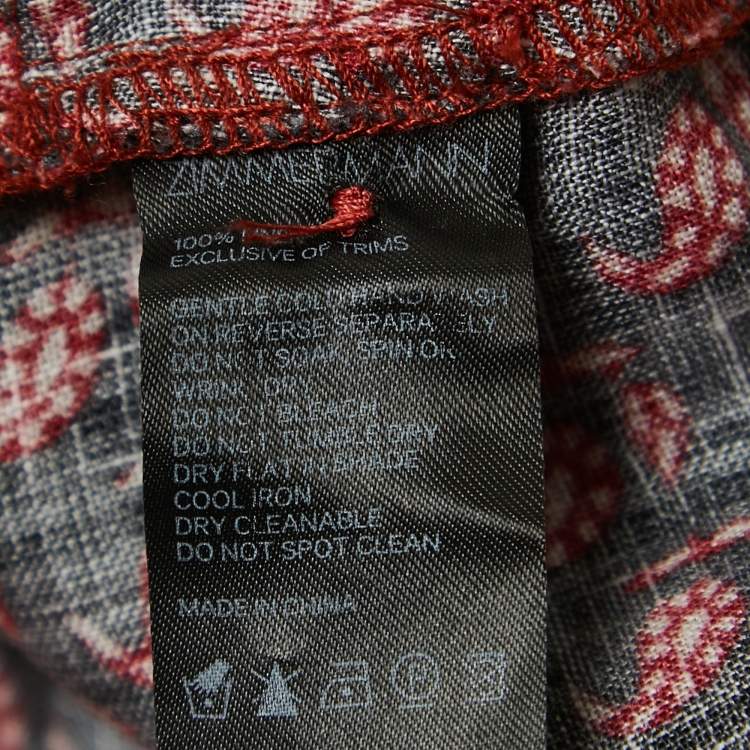 ZIMMERMANN
100% LINEN
EXCLUSIVE OF TRIMS
GENTLE COLD HAND WASH
ON REVERSE SEPARATELY
DO NOT SOAK, SPIN OR
WRING DRY
DO NOT BLEACH
DO NOT TUMBLE DRY
DRY FLAT IN SHADE
COOL IRON
DRY CLEANABLE
DO NOT SPOT CLEAN
MADE IN CHINA
P